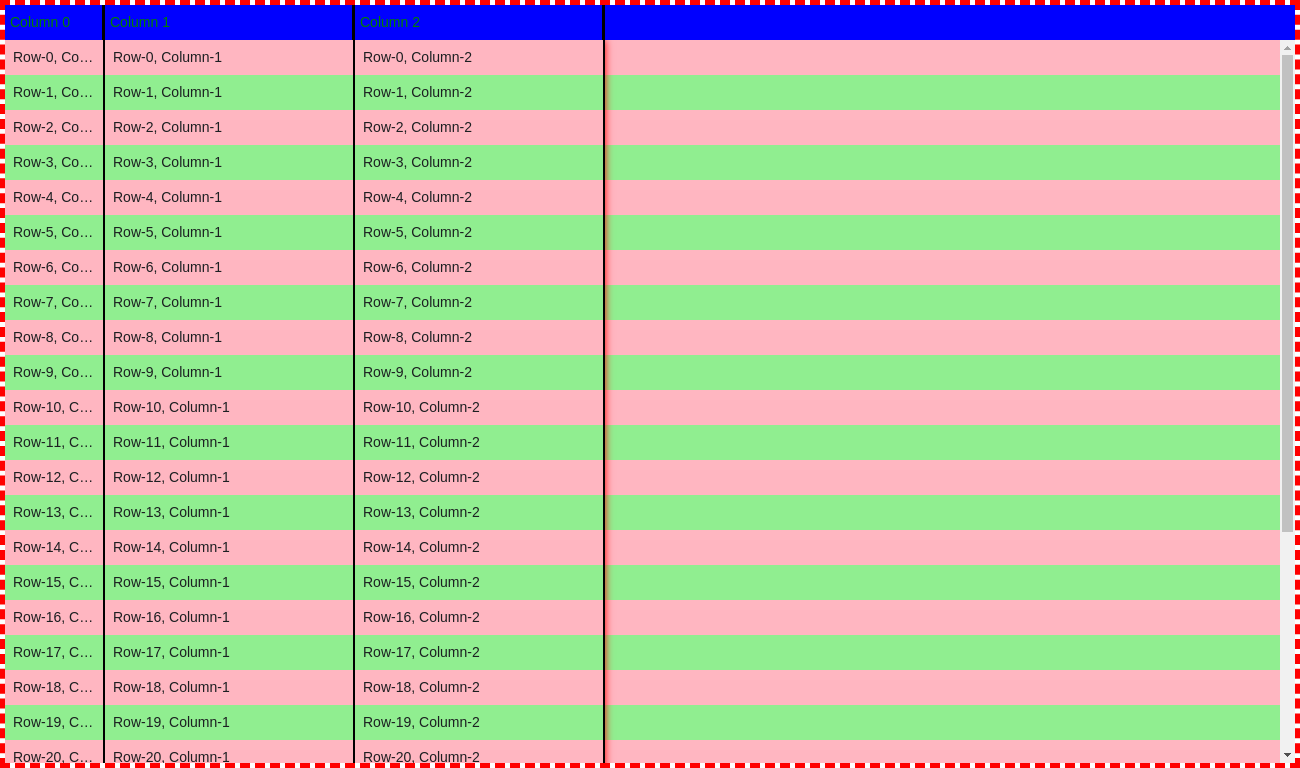 Column 0 Column 1 Column 2
Row-0, Co… Row-0, Column-1 Row-0, Column-2
Row-1, Co… Row-1, Column-1 Row-1, Column-2
Row-2, Co… Row-2, Column-1 Row-2, Column-2
Row-3, Co… Row-3, Column-1 Row-3, Column-2
Row-4, Co… Row-4, Column-1 Row-4, Column-2
Row-5, Co… Row-5, Column-1 Row-5, Column-2
Row-6, Co… Row-6, Column-1 Row-6, Column-2
Row-7, Co… Row-7, Column-1 Row-7, Column-2
Row-8, Co… Row-8, Column-1 Row-8, Column-2
Row-9, Co… Row-9, Column-1 Row-9, Column-2
Row-10, C… Row-10, Column-1 Row-10, Column-2
Row-11, C… Row-11, Column-1 Row-11, Column-2
Row-12, C… Row-12, Column-1 Row-12, Column-2
Row-13, C… Row-13, Column-1 Row-13, Column-2
Row-14, C… Row-14, Column-1 Row-14, Column-2
Row-15, C… Row-15, Column-1 Row-15, Column-2
Row-16, C… Row-16, Column-1 Row-16, Column-2
Row-17, C… Row-17, Column-1 Row-17, Column-2
Row-18, C… Row-18, Column-1 Row-18, Column-2
Row-19, C… Row-19, Column-1 Row-19, Column-2
Row-20, C… Row-20, Column-1 Row-20, Column-2